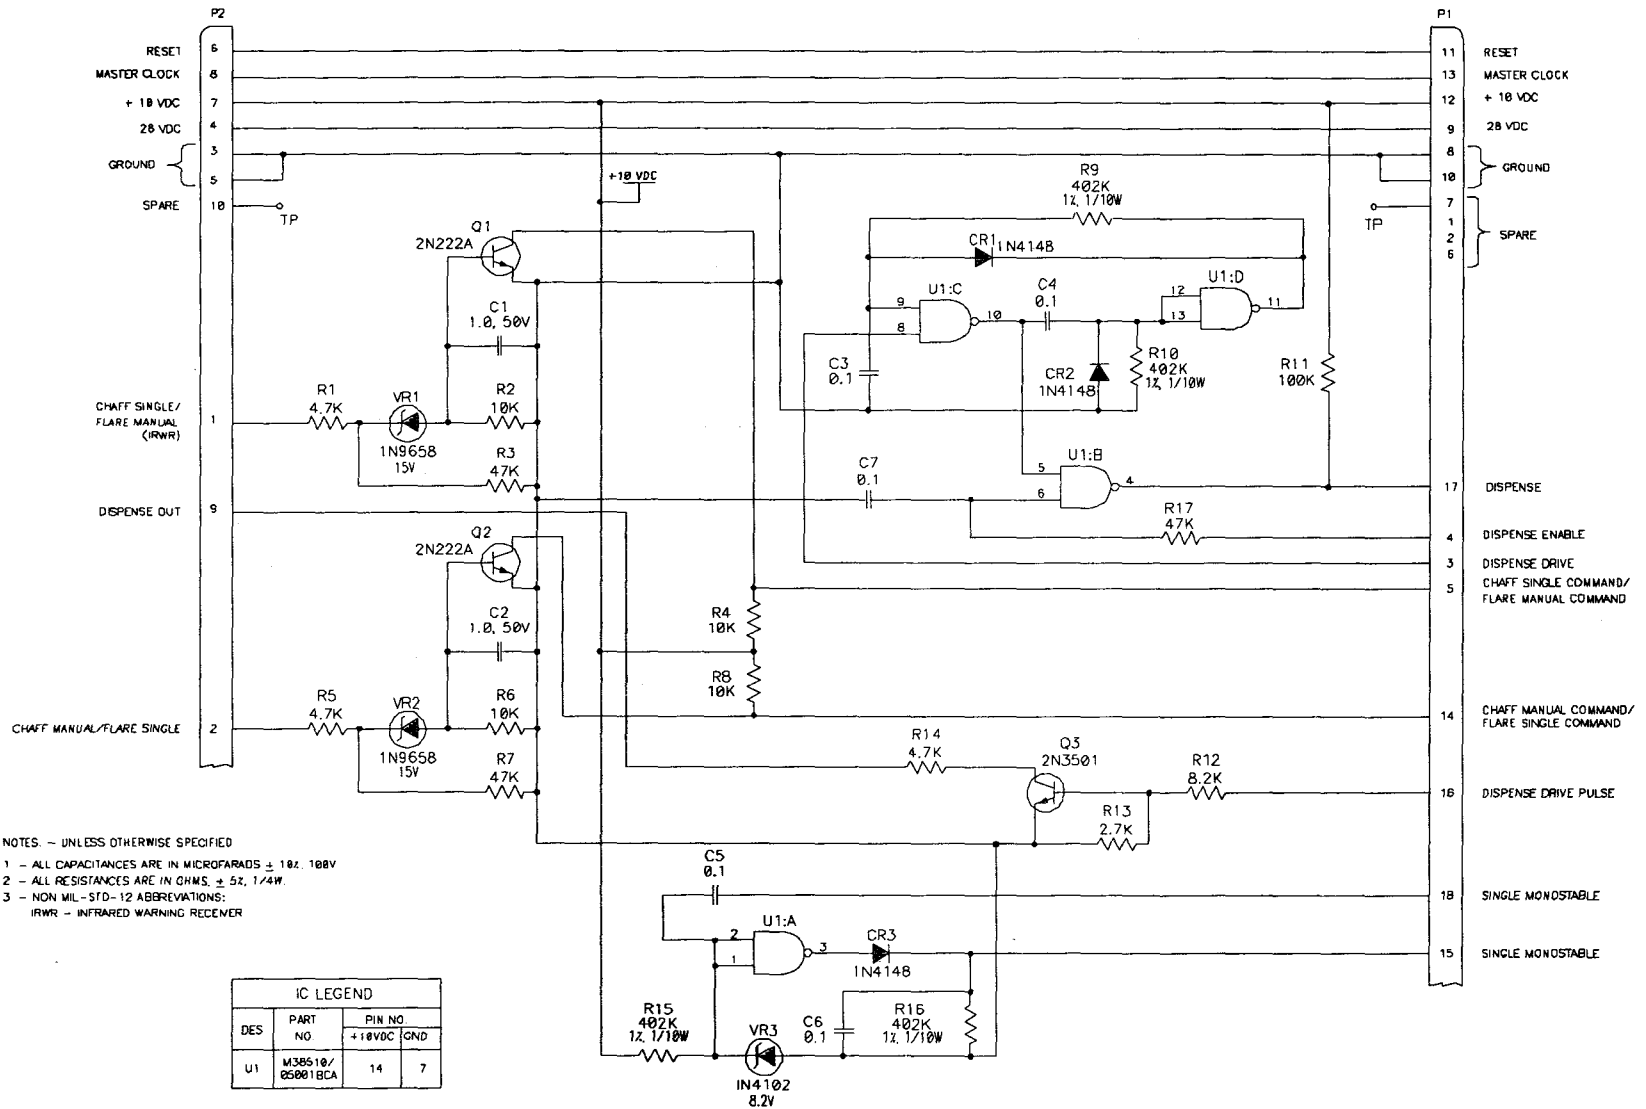 P2
P1
RESET 6
11 RESET
MASTER CLOCK 8
13 MASTER CLOCK
+ 10 VDC 7
12 + 10 VDC
28 VDC 4
9 28 VDC
GROUND 3
5
8 GROUND
10
SPARE 10 TP
TP 7
1
2
6
SPARE
+10 VDC
Q1
2N222A
C1
1.0, 50V
R1
4.7K
VR1
1N965B
15V
R2
10K
R3
47K
CHAFF SINGLE/
FLARE MANUAL
(IRWR)
1
DISPENSE OUT 9
Q2
2N222A
C2
1.0, 50V
R5
4.7K
VR2
1N965B
15V
R6
10K
R7
47K
CHAFF MANUAL/FLARE SINGLE 2
R9
402K
1%, 1/10W
CR1 1N4148
U1:C
9
8
10
C4
0.1
U1:D
12
13
11
C3
0.1
CR2
1N4148
R10
402K
1%, 1/10W
R11
100K
C7
0.1
U1:B
5
6
4
17 DISPENSE
R17
47K
4 DISPENSE ENABLE
3 DISPENSE DRIVE
5 CHAFF SINGLE COMMAND/
FLARE MANUAL COMMAND
R4
10K
R8
10K
14 CHAFF MANUAL COMMAND/
FLARE SINGLE COMMAND
R14
4.7K
Q3
2N3501
R12
8.2K
16 DISPENSE DRIVE PULSE
R13
2.7K
C5
0.1
18 SINGLE MONOSTABLE
U1:A
2
1
3
CR3
1N4148
15 SINGLE MONOSTABLE
R15
402K
1%, 1/10W
VR3
1N4102
8.2V
C6
0.1
R16
402K
1%, 1/10W
NOTES. – UNLESS OTHERWISE SPECIFIED
1 – ALL CAPACITANCES ARE IN MICROFARADS ± 10%, 100V
2 – ALL RESISTANCES ARE IN OHMS, ± 5%, 1/4W.
3 – NON MIL-STD-12 ABBREVIATIONS:
IRWR – INFRARED WARNING RECEIVER
IC LEGEND
DES
PART
NO.
PIN NO.
+10VDC GND
U1
M38510/
05001BCA
14
7